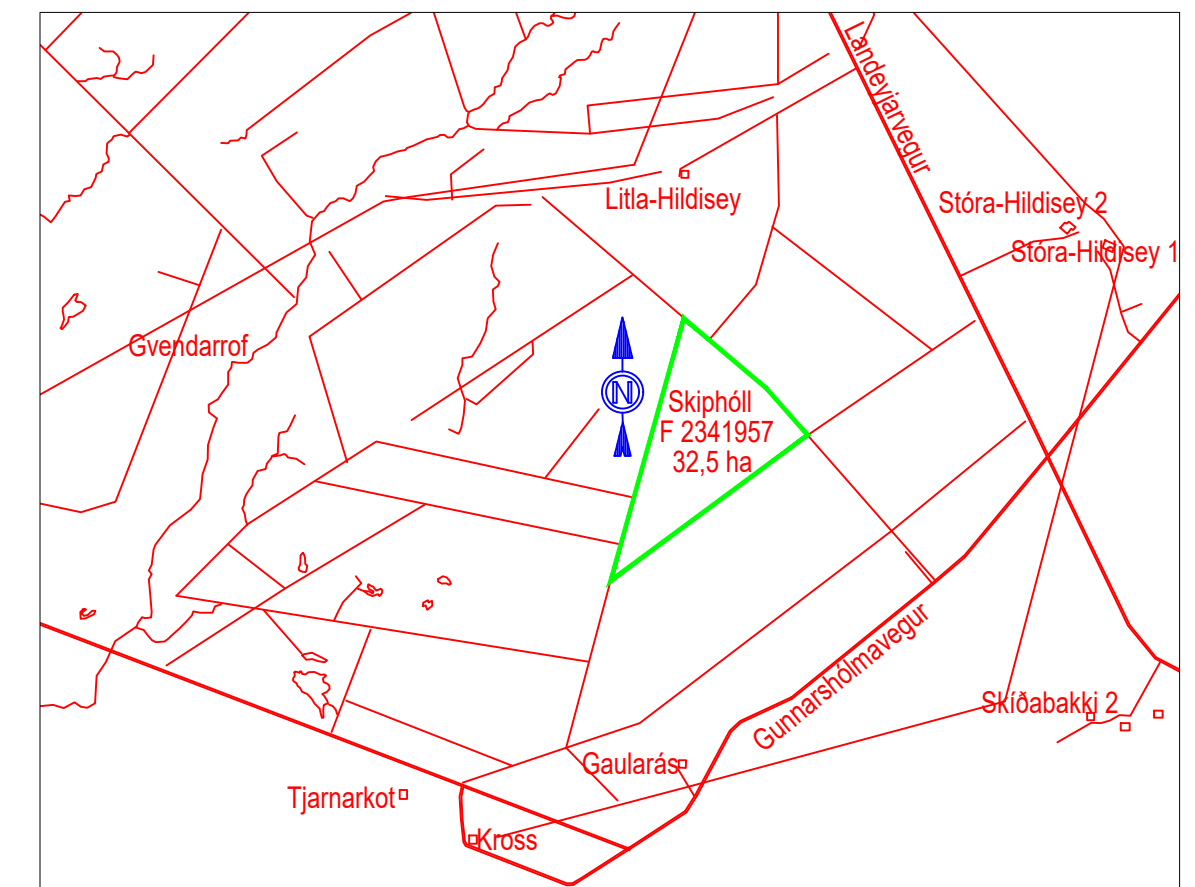 Landeyjarvegur
Litla-Hildisey
Stóra-Hildisey 2
Stóra-Hildisey 1
Gvendarrof
N
Skiphóll
F 2341957
32,5 ha
Gunnarshólmavegur
Skíðabakki 2
Gaularás
Tjarnarkot
Kross